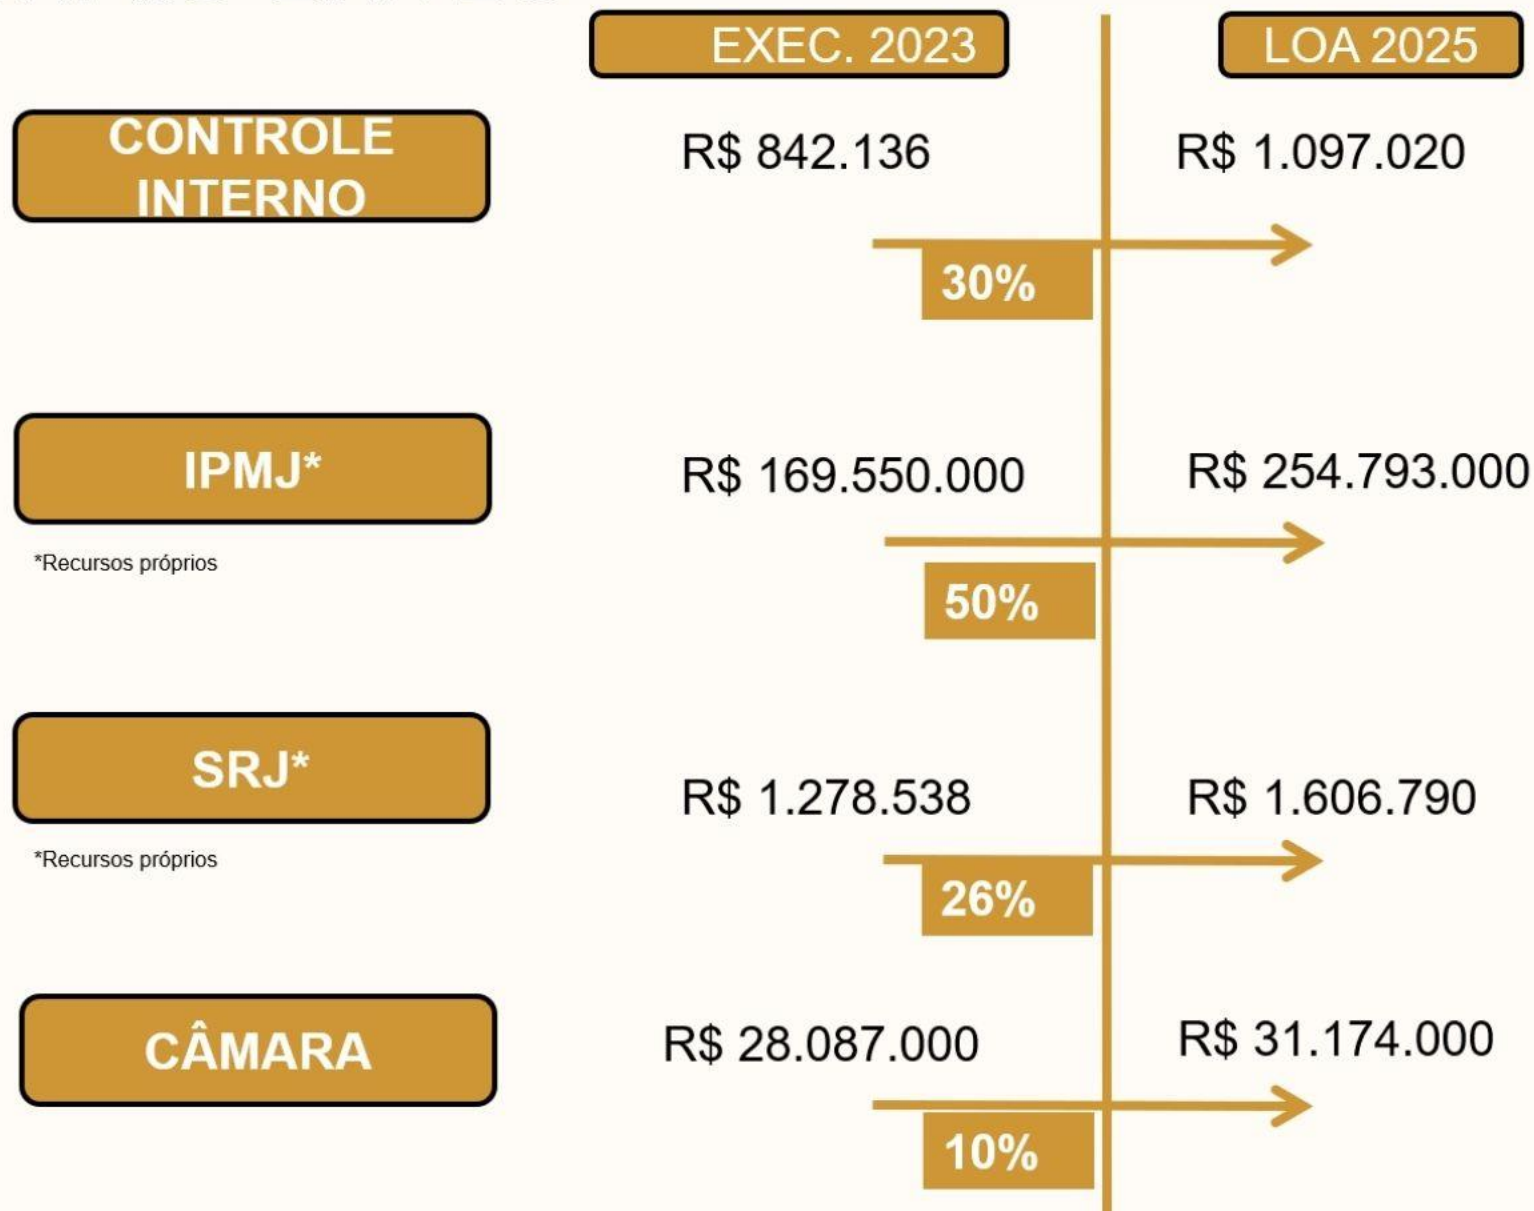 EXEC. 2023
LOA 2025
CONTROLE
INTERNO
R$ 842.136
R$ 1.097.020
30%
IPMJ*
R$ 169.550.000
R$ 254.793.000
*Recursos próprios
50%
SRJ*
R$ 1.278.538
R$ 1.606.790
*Recursos próprios
26%
CÂMARA
R$ 28.087.000
R$ 31.174.000
10%